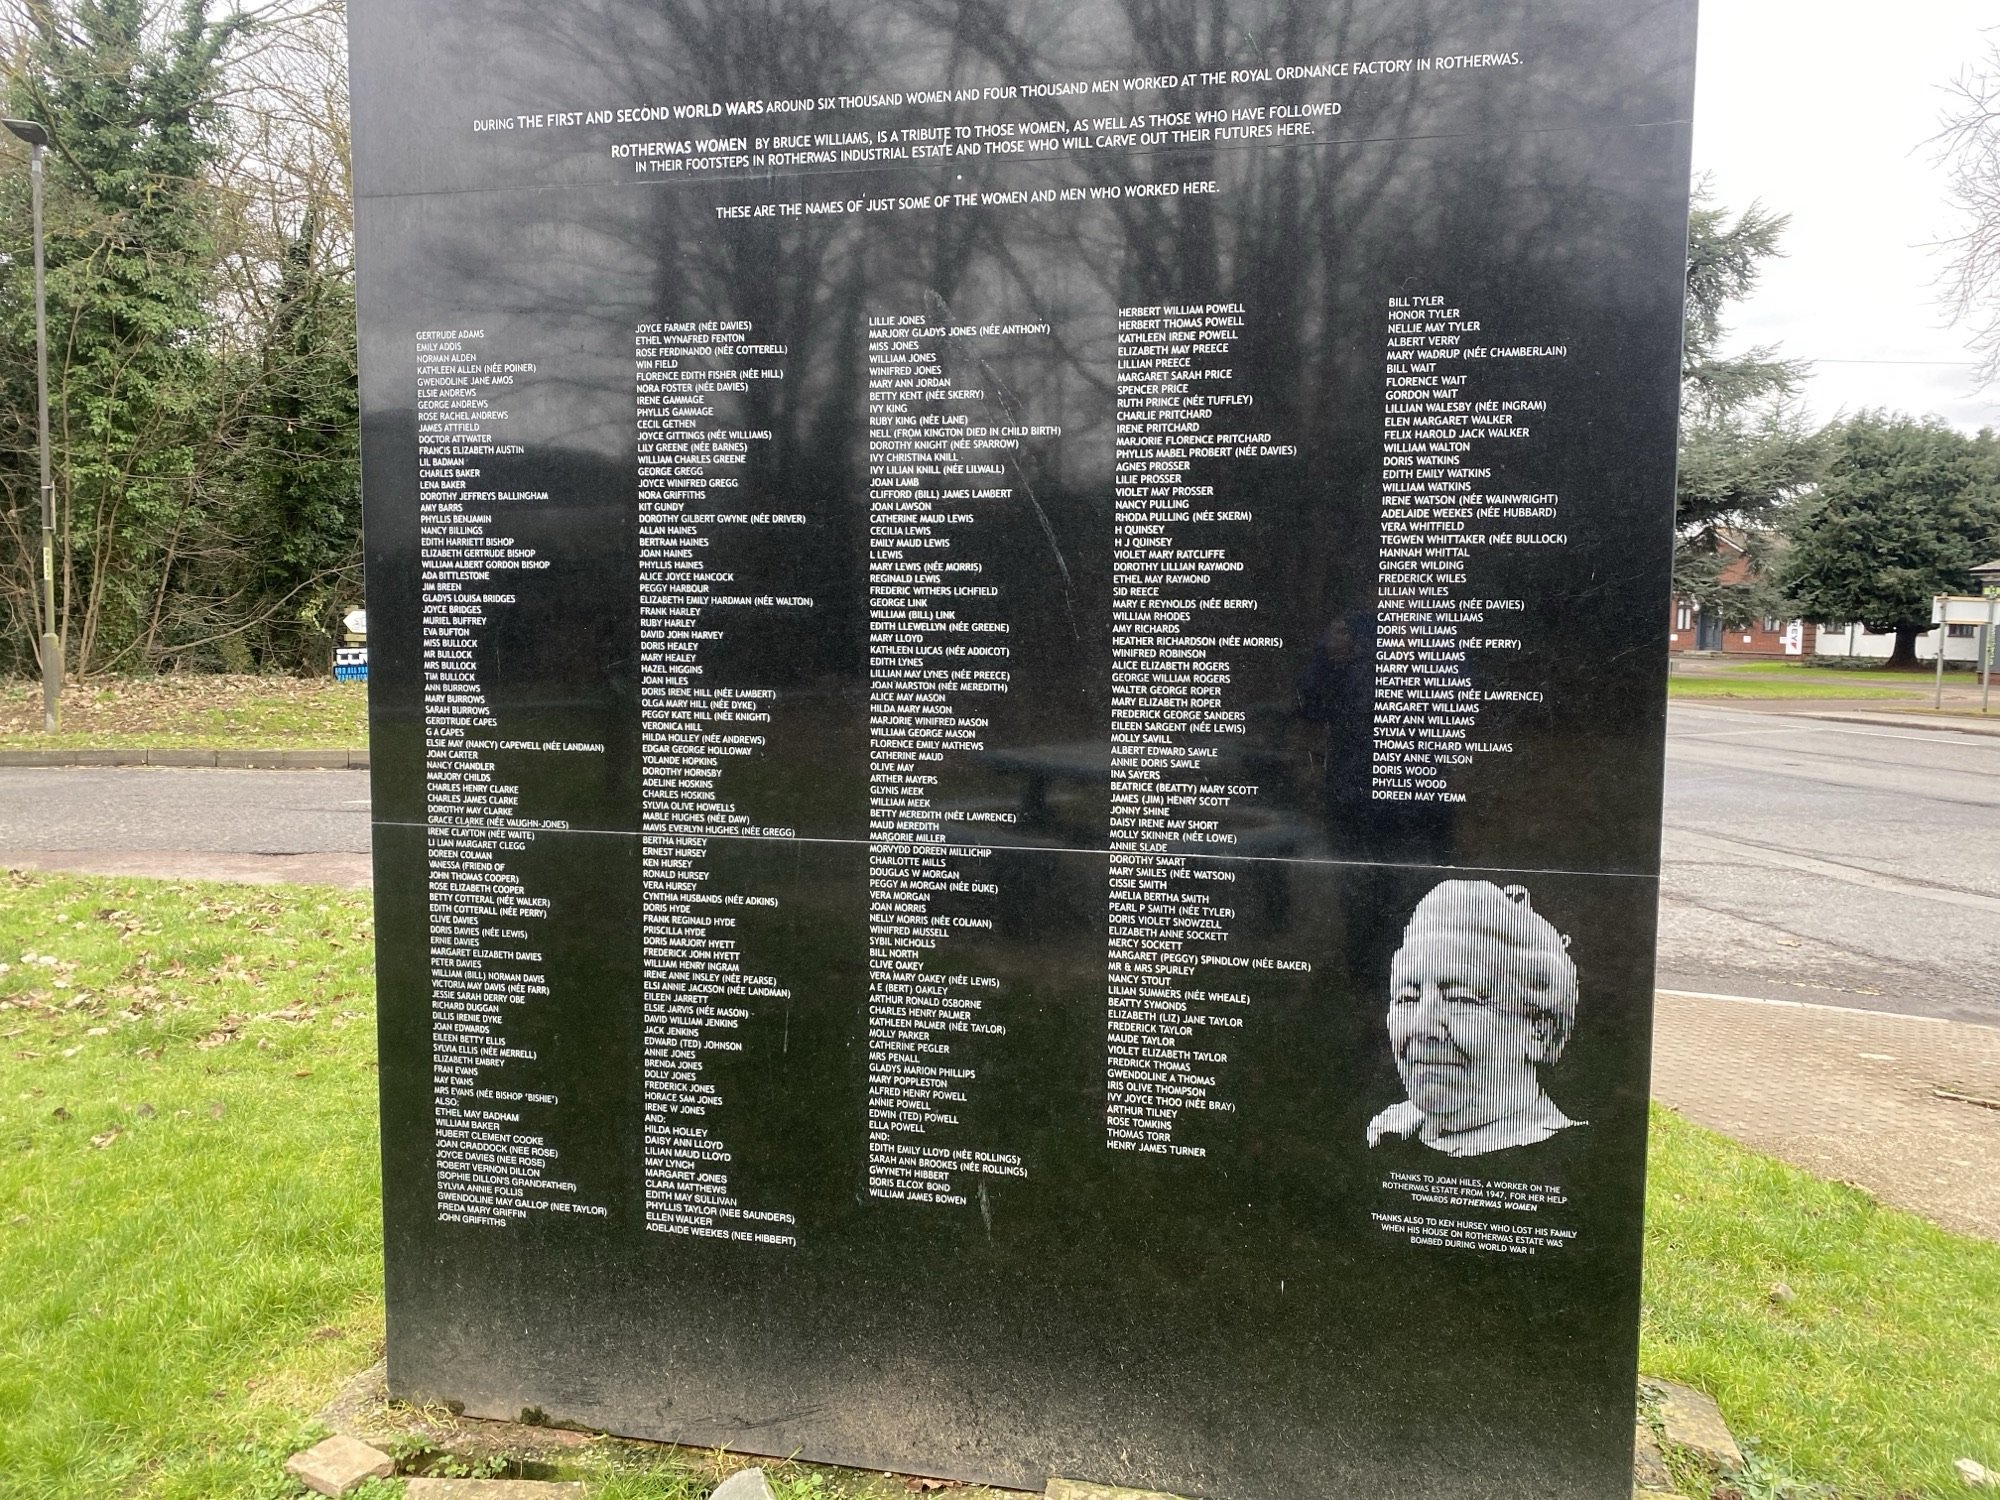 DURING THE FIRST AND SECOND WORLD WARS AROUND SIX THOUSAND WOMEN AND FOUR THOUSAND MEN WORKED AT THE ROYAL ORDNANCE FACTORY IN ROTHERWAS.
ROTHERWAS WOMEN BY BRUCE WILLIAMS, IS A TRIBUTE TO THOSE WOMEN, AS WELL AS THOSE WHO HAVE FOLLOWED
IN THEIR FOOTSTEPS IN ROTHERWAS INDUSTRIAL ESTATE AND THOSE WHO WILL CARVE OUT THEIR FUTURES HERE.
THESE ARE THE NAMES OF JUST SOME OF THE WOMEN AND MEN WHO WORKED HERE.
GERTRUDE ADAMS
EMILY ADDIS
NORMAN ALDEN
KATHLEEN ALLEN (NÉE POINER)
GWENDOLINE JANE AMOS
ELSIE ANDREWS
GEORGE ANDREWS
ROSE RACHEL ANDREWS
JAMES ATTFIELD
DOCTOR ATTWATER
FRANCIS ELIZABETH AUSTIN
LIL BADMAN
CHARLES BAKER
LENA BAKER
DOROTHY JEFFREYS BALLINGHAM
AMY BARRS
PHYLLIS BENJAMIN
NANCY BILLINGS
EDITH HARRIETT BISHOP
ELIZABETH GERTRUDE BISHOP
WILLIAM ALBERT GORDON BISHOP
ADA BITTLESTONE
JIM BREEN
GLADYS LOUISA BRIDGES
JOYCE BRIDGES
MURIEL BUFFREY
EVA BUFTON
MISS BULLOCK
MR BULLOCK
MRS BULLOCK
TIM BULLOCK
ANN BURROWS
MARY BURROWS
SARAH BURROWS
GERDTRUDE CAPES
G A CAPES
ELSIE MAY (NANCY) CAPEWELL (NÉE LANDMAN)
JOAN CARTER
NANCY CHANDLER
MARJORY CHILDS
CHARLES HENRY CLARKE
CHARLES JAMES CLARKE
DOROTHY MAY CLARKE
GRACE CLARKE (NÉE VAUGHN-JONES)
IRENE CLAYTON (NÉE WAITE)
LI LIAN MARGARET CLEGG
DOREEN COLMAN
VANESSA (FRIEND OF
JOHN THOMAS COOPER)
ROSE ELIZABETH COOPER
BETTY COTTERAL (NÉE WALKER)
EDITH COTTERALL (NÉE PERRY)
CLIVE DAVIES
DORIS DAVIES (NÉE LEWIS)
ERNIE DAVIES
MARGARET ELIZABETH DAVIES
PETER DAVIES
WILLIAM (BILL) NORMAN DAVIS
VICTORIA MAY DAVIS (NÉE FARR)
JESSIE SARAH DERRY OBE
RICHARD DUGGAN
DILLIS IRENIE DYKE
JOAN EDWARDS
EILEEN BETTY ELLIS
SYLVIA ELLIS (NÉE MERRELL)
ELIZABETH EMBREY
FRAN EVANS
MAY EVANS
MRS EVANS (NÉE BISHOP 'BISHIE')
ALSO:
ETHEL MAY BADHAM
WILLIAM BAKER
HUBERT CLEMENT COOKE
JOAN CRADDOCK (NEE ROSE)
JOYCE DAVIES (NEE ROSE)
ROBERT VERNON DILLON
(SOPHIE DILLON'S GRANDFATHER)
SYLVIA ANNIE FOLLIS
GWENDOLINE MAY GALLOP (NEE TAYLOR)
FREDA MARY GRIFFIN
JOHN GRIFFITHS
JOYCE FARMER (NÉE DAVIES)
ETHEL WYNAFRED FENTON
ROSE FERDINANDO (NÉE COTTERELL)
WIN FIELD
FLORENCE EDITH FISHER (NÉE HILL)
NORA FOSTER (NÉE DAVIES)
IRENE GAMMAGE
PHYLLIS GAMMAGE
CECIL GETHEN
JOYCE GITTINGS (NÉE WILLIAMS)
LILY GREENE (NÉE BARNES)
WILLIAM CHARLES GREENE
GEORGE GREGG
JOYCE WINIFRED GREGG
NORA GRIFFITHS
KIT GUNDY
DOROTHY GILBERT GWYNE (NÉE DRIVER)
ALLAN HAINES
BERTRAM HAINES
JOAN HAINES
PHYLLIS HAINES
ALICE JOYCE HANCOCK
PEGGY HARBOUR
ELIZABETH EMILY HARDMAN (NÉE WALTON)
FRANK HARLEY
RUBY HARLEY
DAVID JOHN HARVEY
DORIS HEALEY
MARY HEALEY
HAZEL HIGGINS
JOAN HILES
DORIS IRENE HILL (NÉE LAMBERT)
OLGA MARY HILL (NÉE DYKE)
PEGGY KATE HILL (NÉE KNIGHT)
VERONICA HILL
HILDA HOLLEY (NÉE ANDREWS)
EDGAR GEORGE HOLLOWAY
YOLANDE HOPKINS
DOROTHY HORNSBY
ADELINE HOSKINS
CHARLES HOSKINS
SYLVIA OLIVE HOWELLS
MABLE HUGHES (NÉE DAW)
MAVIS EVERLYN HUGHES (NÉE GREGG)
BERTHA HURSEY
ERNEST HURSEY
KEN HURSEY
RONALD HURSEY
VERA HURSEY
CYNTHIA HUSBANDS (NÉE ADKINS)
DORIS HYDE
FRANK REGINALD HYDE
PRISCILLA HYDE
DORIS MARJORY HYETT
FREDERICK JOHN HYETT
WILLIAM HENRY INGRAM
IRENE ANNE INSLEY (NÉE PEARSE)
ELSI ANNIE JACKSON (NÉE LANDMAN)
EILEEN JARRETT
ELSIE JARVIS (NÉE MASON)
DAVID WILLIAM JENKINS
JACK JENKINS
EDWARD (TED) JOHNSON
ANNIE JONES
BRENDA JONES
DOLLY JONES
FREDERICK JONES
HORACE SAM JONES
IRENE W JONES
AND:
HILDA HOLLEY
DAISY ANN LLOYD
LILIAN MAUD LLOYD
MAY LYNCH
MARGARET JONES
CLARA MATTHEWS
EDITH MAY SULLIVAN
PHYLLIS TAYLOR (NEE SAUNDERS)
ELLEN WALKER
ADELAIDE WEEKES (NEE HIBBERT)
LILLIE JONES
MARJORY GLADYS JONES (NÉE ANTHONY)
MISS JONES
WILLIAM JONES
WINIFRED JONES
MARY ANN JORDAN
BETTY KENT (NÉE SKERRY)
IVY KING
RUBY KING (NÉE LANE)
NELL (FROM KINGTON DIED IN CHILD BIRTH)
DOROTHY KNIGHT (NÉE SPARROW)
IVY CHRISTINA KNILL
IVY LILIAN KNILL (NÉE LILWALL)
JOAN LAMB
CLIFFORD (BILL) JAMES LAMBERT
JOAN LAWSON
CATHERINE MAUD LEWIS
CECILIA LEWIS
EMILY MAUD LEWIS
L LEWIS
MARY LEWIS (NÉE MORRIS)
REGINALD LEWIS
FREDERIC WITHERS LICHFIELD
GEORGE LINK
WILLIAM (BILL) LINK
EDITH LLEWELLYN (NÉE GREENE)
MARY LLOYD
KATHLEEN LUCAS (NÉE ADDICOT)
EDITH LYNES
LILLIAN MAY LYNES (NÉE PREECE)
JOAN MARSTON (NÉE MEREDITH)
ALICE MAY MASON
HILDA MARY MASON
MARJORIE WINIFRED MASON
WILLIAM GEORGE MASON
FLORENCE EMILY MATHEWS
CATHERINE MAUD
OLIVE MAY
ARTHER MAYERS
GLYNIS MEEK
WILLIAM MEEK
BETTY MEREDITH (NÉE LAWRENCE)
MAUD MEREDITH
MARGORIE MILLER
MORVYDD DOREEN MILLICHIP
CHARLOTTE MILLS
DOUGLAS W MORGAN
PEGGY M MORGAN (NÉE DUKE)
VERA MORGAN
JOAN MORRIS
NELLY MORRIS (NÉE COLMAN)
WINIFRED MUSSELL
SYBIL NICHOLLS
BILL NORTH
CLIVE OAKEY
VERA MARY OAKEY (NÉE LEWIS)
A E (BERT) OAKLEY
ARTHUR RONALD OSBORNE
CHARLES HENRY PALMER
KATHLEEN PALMER (NÉE TAYLOR)
MOLLY PARKER
CATHERINE PEGLER
MRS PENALL
GLADYS MARION PHILLIPS
MARY POPPLESTON
ALFRED HENRY POWELL
ANNIE POWELL
EDWIN (TED) POWELL
ELLA POWELL
AND:
EDITH EMILY LLOYD (NÉE ROLLINGS)
SARAH ANN BROOKES (NÉE ROLLINGS)
GWYNETH HIBBERT
DORIS ELCOX BOND
WILLIAM JAMES BOWEN
HERBERT WILLIAM POWELL
HERBERT THOMAS POWELL
KATHLEEN IRENE POWELL
ELIZABETH MAY PREECE
LILLIAN PREECE
MARGARET SARAH PRICE
SPENCER PRICE
RUTH PRINCE (NÉE TUFFLEY)
CHARLIE PRITCHARD
IRENE PRITCHARD
MARJORIE FLORENCE PRITCHARD
PHYLLIS MABEL PROBERT (NÉE DAVIES)
AGNES PROSSER
LILIE PROSSER
VIOLET MAY PROSSER
NANCY PULLING
RHODA PULLING (NÉE SKERM)
H QUINSEY
H J QUINSEY
VIOLET MARY RATCLIFFE
DOROTHY LILLIAN RAYMOND
ETHEL MAY RAYMOND
SID REECE
MARY E REYNOLDS (NÉE BERRY)
WILLIAM RHODES
AMY RICHARDS
HEATHER RICHARDSON (NÉE MORRIS)
WINIFRED ROBINSON
ALICE ELIZABETH ROGERS
GEORGE WILLIAM ROGERS
WALTER GEORGE ROPER
MARY ELIZABETH ROPER
FREDERICK GEORGE SANDERS
EILEEN SARGENT (NÉE LEWIS)
MOLLY SAVILL
ALBERT EDWARD SAWLE
ANNIE DORIS SAWLE
INA SAYERS
BEATRICE (BEATTY) MARY SCOTT
JAMES (JIM) HENRY SCOTT
JONNY SHINE
DAISY IRENE MAY SHORT
MOLLY SKINNER (NÉE LOWE)
ANNIE SLADE
DOROTHY SMART
MARY SMILES (NÉE WATSON)
CISSIE SMITH
AMELIA BERTHA SMITH
PEARL P SMITH (NÉE TYLER)
DORIS VIOLET SNOWZELL
ELIZABETH ANNE SOCKETT
MERCY SOCKETT
MARGARET (PEGGY) SPINDLOW (NÉE BAKER)
MR & MRS SPURLEY
NANCY STOUT
LILIAN SUMMERS (NÉE WHEALE)
BEATTY SYMONDS
ELIZABETH (LIZ) JANE TAYLOR
FREDERICK TAYLOR
MAUDE TAYLOR
VIOLET ELIZABETH TAYLOR
FREDRICK THOMAS
GWENDOLINE A THOMAS
IRIS OLIVE THOMPSON
IVY JOYCE THOO (NÉE BRAY)
ARTHUR TILNEY
ROSE TOMKINS
THOMAS TORR
HENRY JAMES TURNER
BILL TYLER
HONOR TYLER
NELLIE MAY TYLER
ALBERT VERRY
MARY WADRUP (NÉE CHAMBERLAIN)
BILL WAIT
FLORENCE WAIT
GORDON WAIT
LILLIAN WALESBY (NÉE INGRAM)
ELEN MARGARET WALKER
FELIX HAROLD JACK WALKER
WILLIAM WALTON
DORIS WATKINS
EDITH EMILY WATKINS
WILLIAM WATKINS
IRENE WATSON (NÉE WAINWRIGHT)
ADELAIDE WEEKES (NÉE HUBBARD)
VERA WHITFIELD
TEGWEN WHITTAKER (NÉE BULLOCK)
HANNAH WHITTAL
GINGER WILDING
FREDERICK WILES
LILLIAN WILES
ANNE WILLIAMS (NÉE DAVIES)
CATHERINE WILLIAMS
DORIS WILLIAMS
EMMA WILLIAMS (NÉE PERRY)
GLADYS WILLIAMS
HARRY WILLIAMS
HEATHER WILLIAMS
IRENE WILLIAMS (NÉE LAWRENCE)
MARGARET WILLIAMS
MARY ANN WILLIAMS
SYLVIA V WILLIAMS
THOMAS RICHARD WILLIAMS
DAISY ANNE WILSON
DORIS WOOD
PHYLLIS WOOD
DOREEN MAY YEMM
THANKS TO JOAN HILES, A WORKER ON THE
ROTHERWAS ESTATE FROM 1947, FOR HER HELP
TOWARDS ROTHERWAS WOMEN
THANKS ALSO TO KEN HURSEY WHO LOST HIS FAMILY
WHEN HIS HOUSE ON ROTHERWAS ESTATE WAS
BOMBED DURING WORLD WAR II